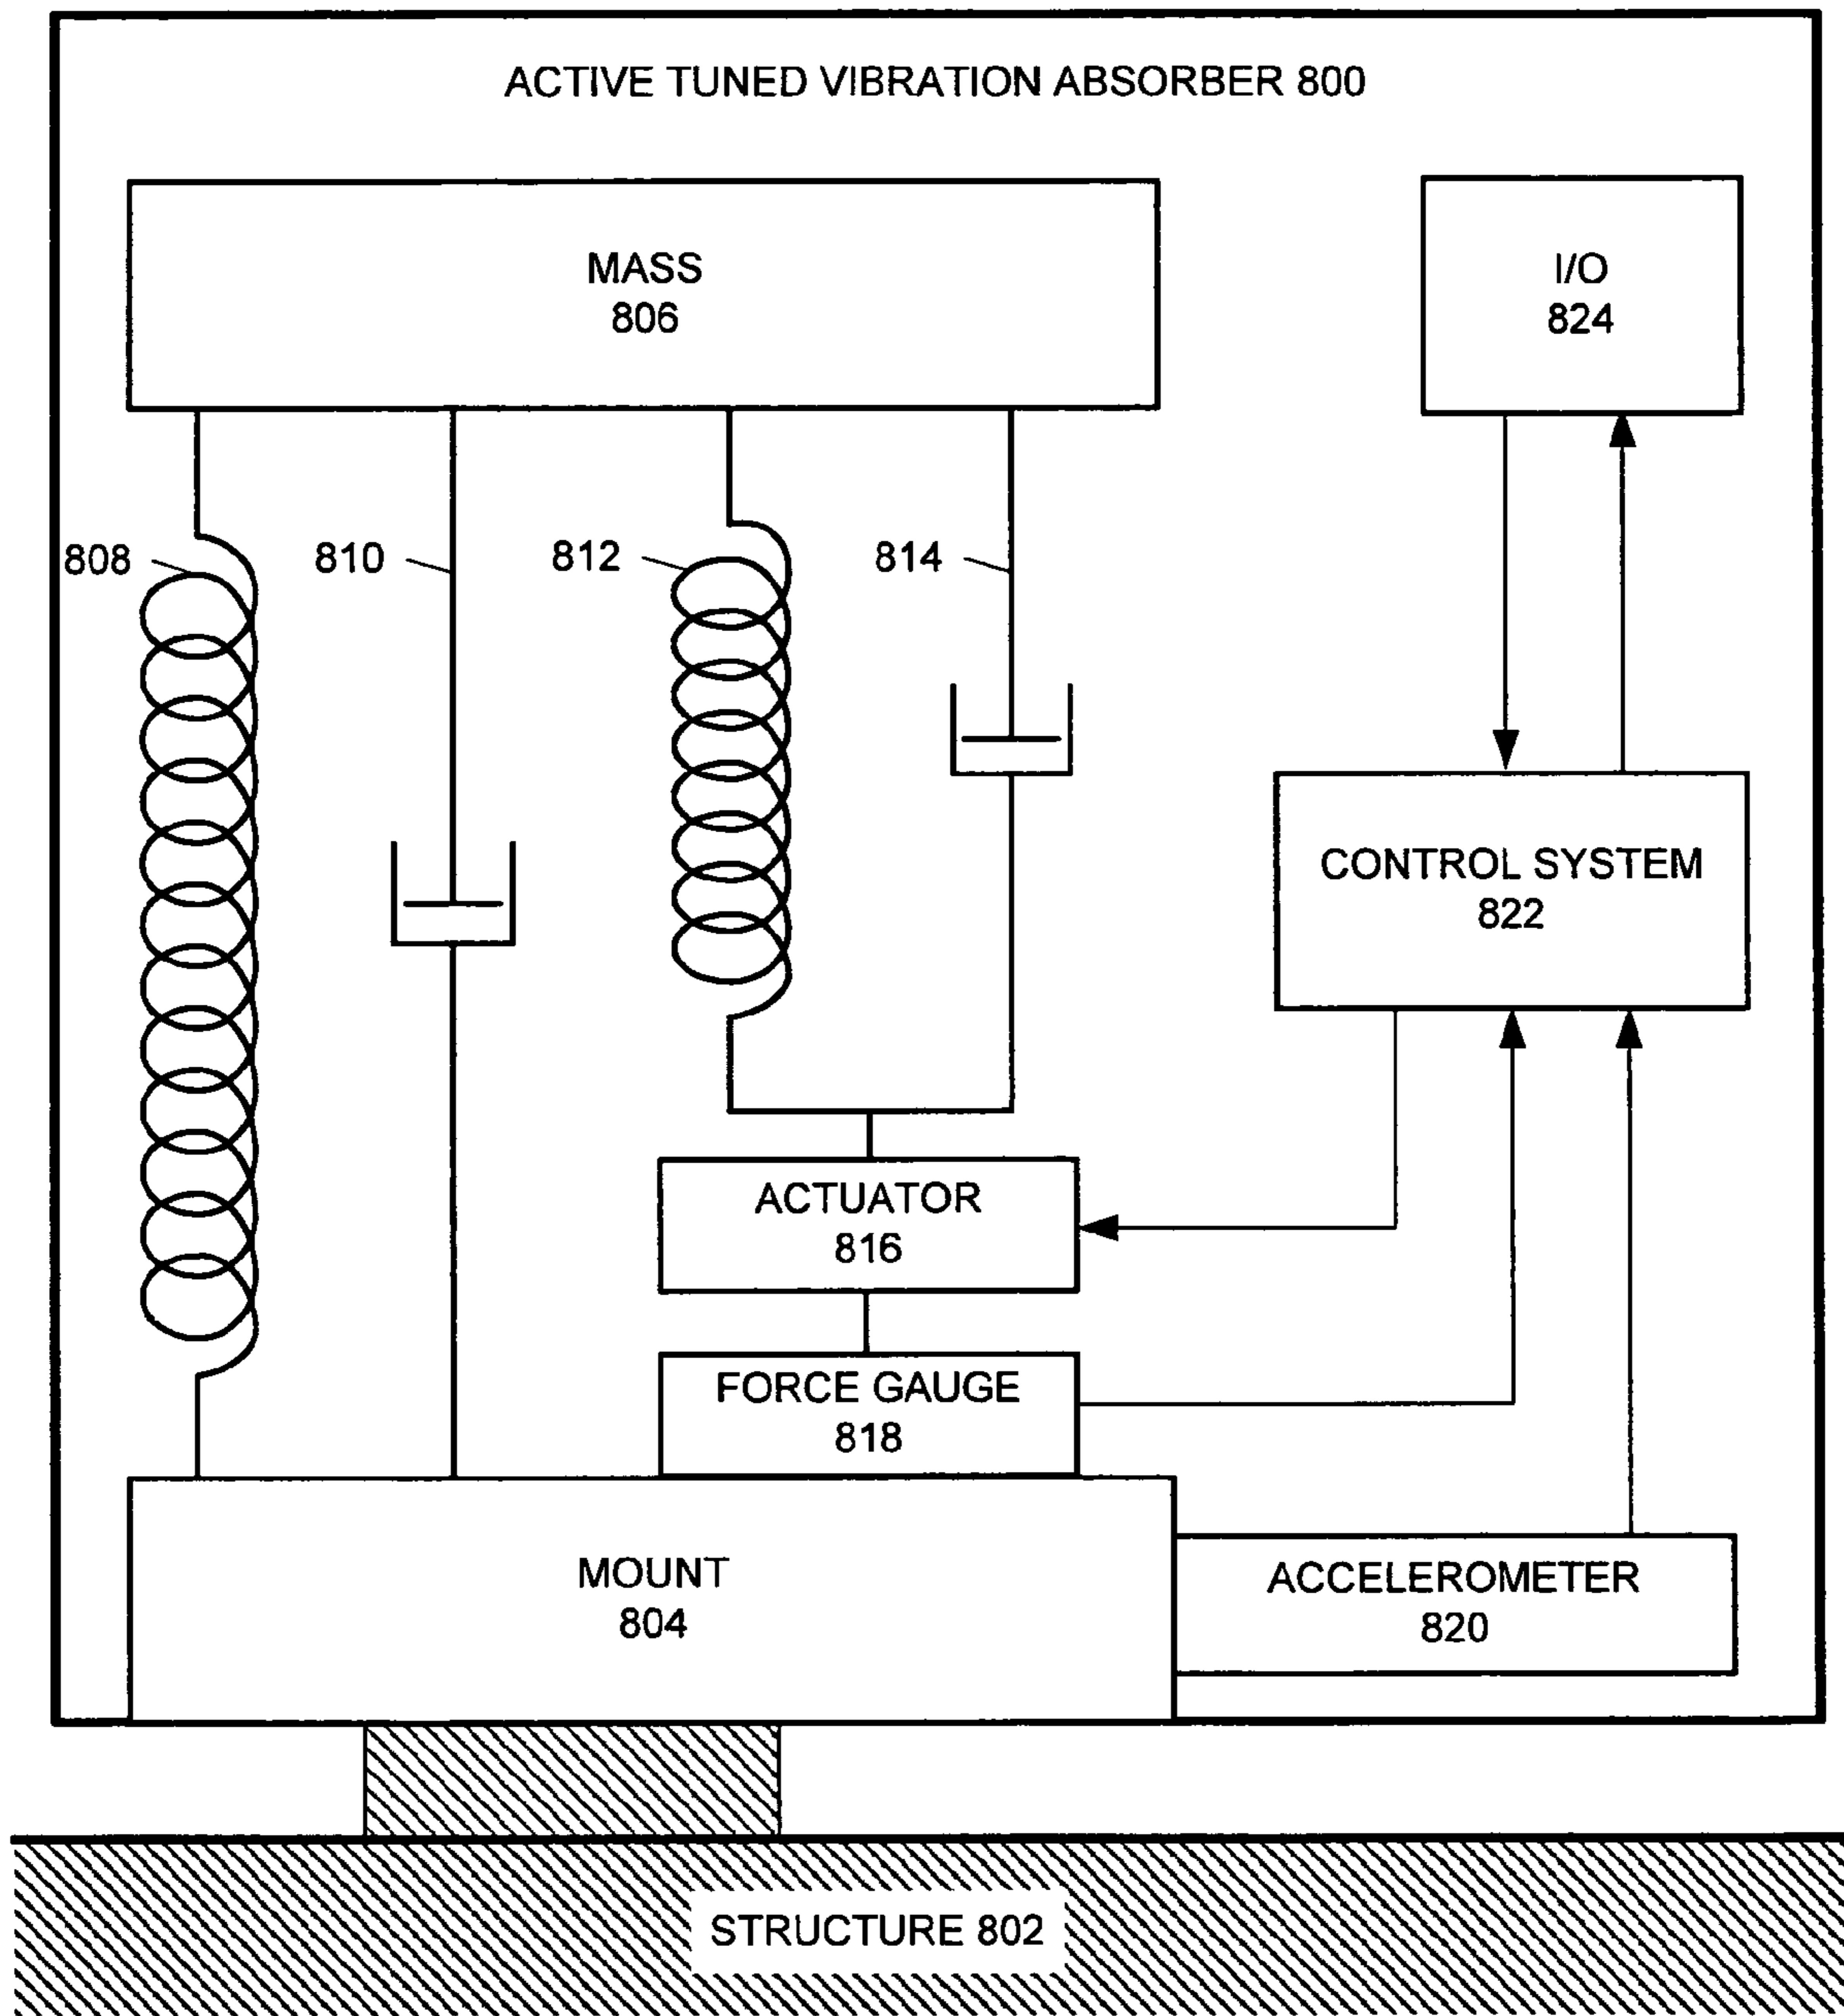 ACTIVE TUNED VIBRATION ABSORBER 800
MASS
806
I/O
824
808
810
812
814
CONTROL SYSTEM
822
ACTUATOR
816
FORCE GAUGE
818
MOUNT
804
ACCELEROMETER
820
STRUCTURE 802